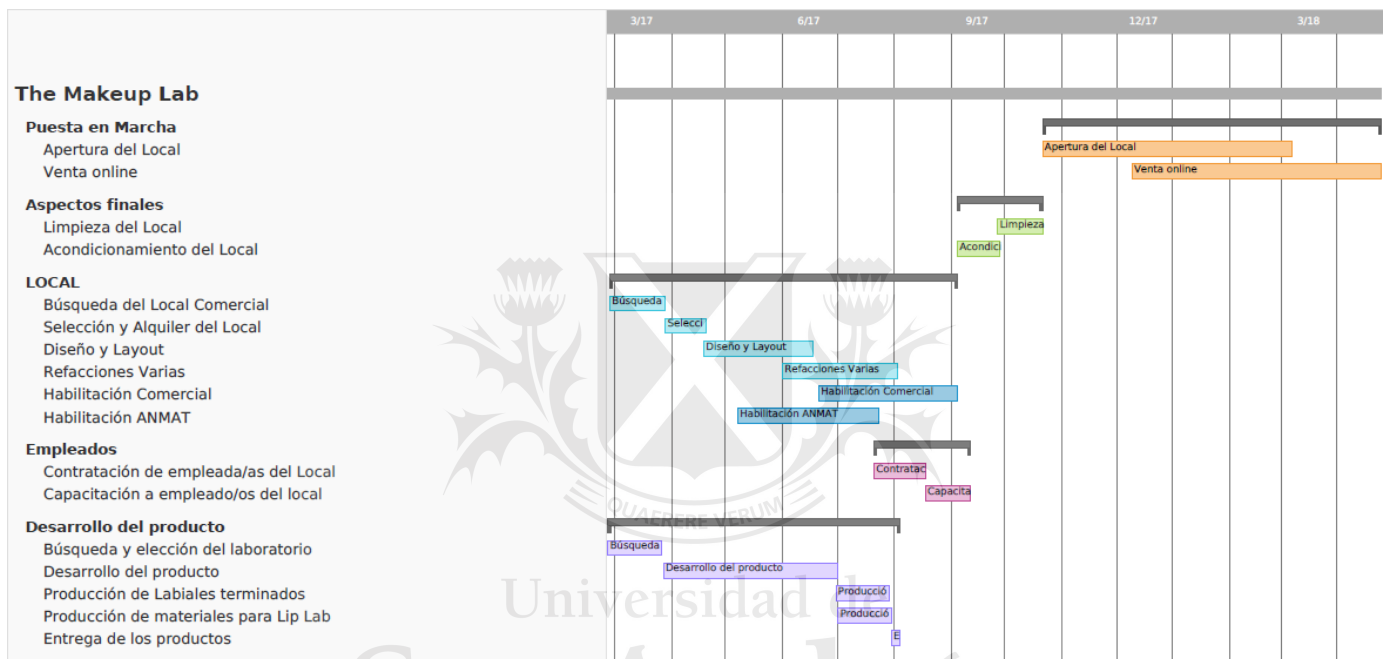 3/17 6/17 9/17 12/17 3/18
The Makeup Lab
Puesta en Marcha
Apertura del Local Apertura del Local
Venta online Venta online
Aspectos finales
Limpieza del Local Limpieza
Acondicionamiento del Local Acondici
LOCAL
Búsqueda del Local Comercial Búsqueda
Selección y Alquiler del Local Selecci
Diseño y Layout Diseño y Layout
Refacciones Varias Refacciones Varias
Habilitación Comercial Habilitación Comercial
Habilitación ANMAT Habilitación ANMAT
Empleados
Contratación de empleada/as del Local Contratac
Capacitación a empleado/os del local Capacita
QUAERERE VERUM
Desarrollo del producto
Búsqueda y elección del laboratorio Búsqueda
Desarrollo del producto Desarrollo del producto
Producción de Labiales terminados Producció
Producción de materiales para Lip Lab Producció
Entrega de los productos E
Universidad de